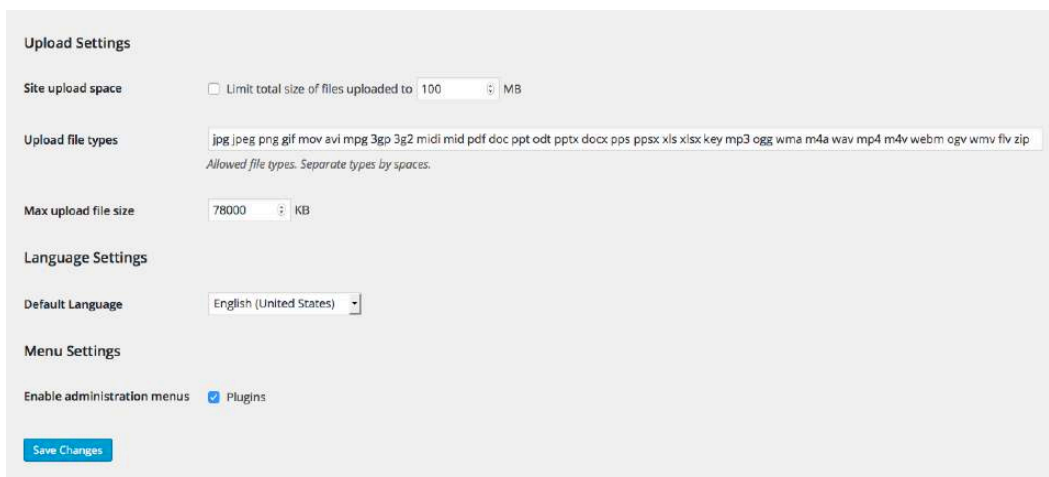 Upload Settings
Site upload space Limit total size of files uploaded to 100 MB
Upload file types jpg jpeg png gif mov avi mpg 3gp 3g2 midi mid pdf doc ppt odt pptx docx pps ppsx xls xlsx key mp3 ogg wma m4a wav mp4 m4v webm ogv wmv flv zip
Allowed file types. Separate types by spaces.
Max upload file size 78000 KB
Language Settings
Default Language English (United States)
Menu Settings
Enable administration menus Plugins
Save Changes